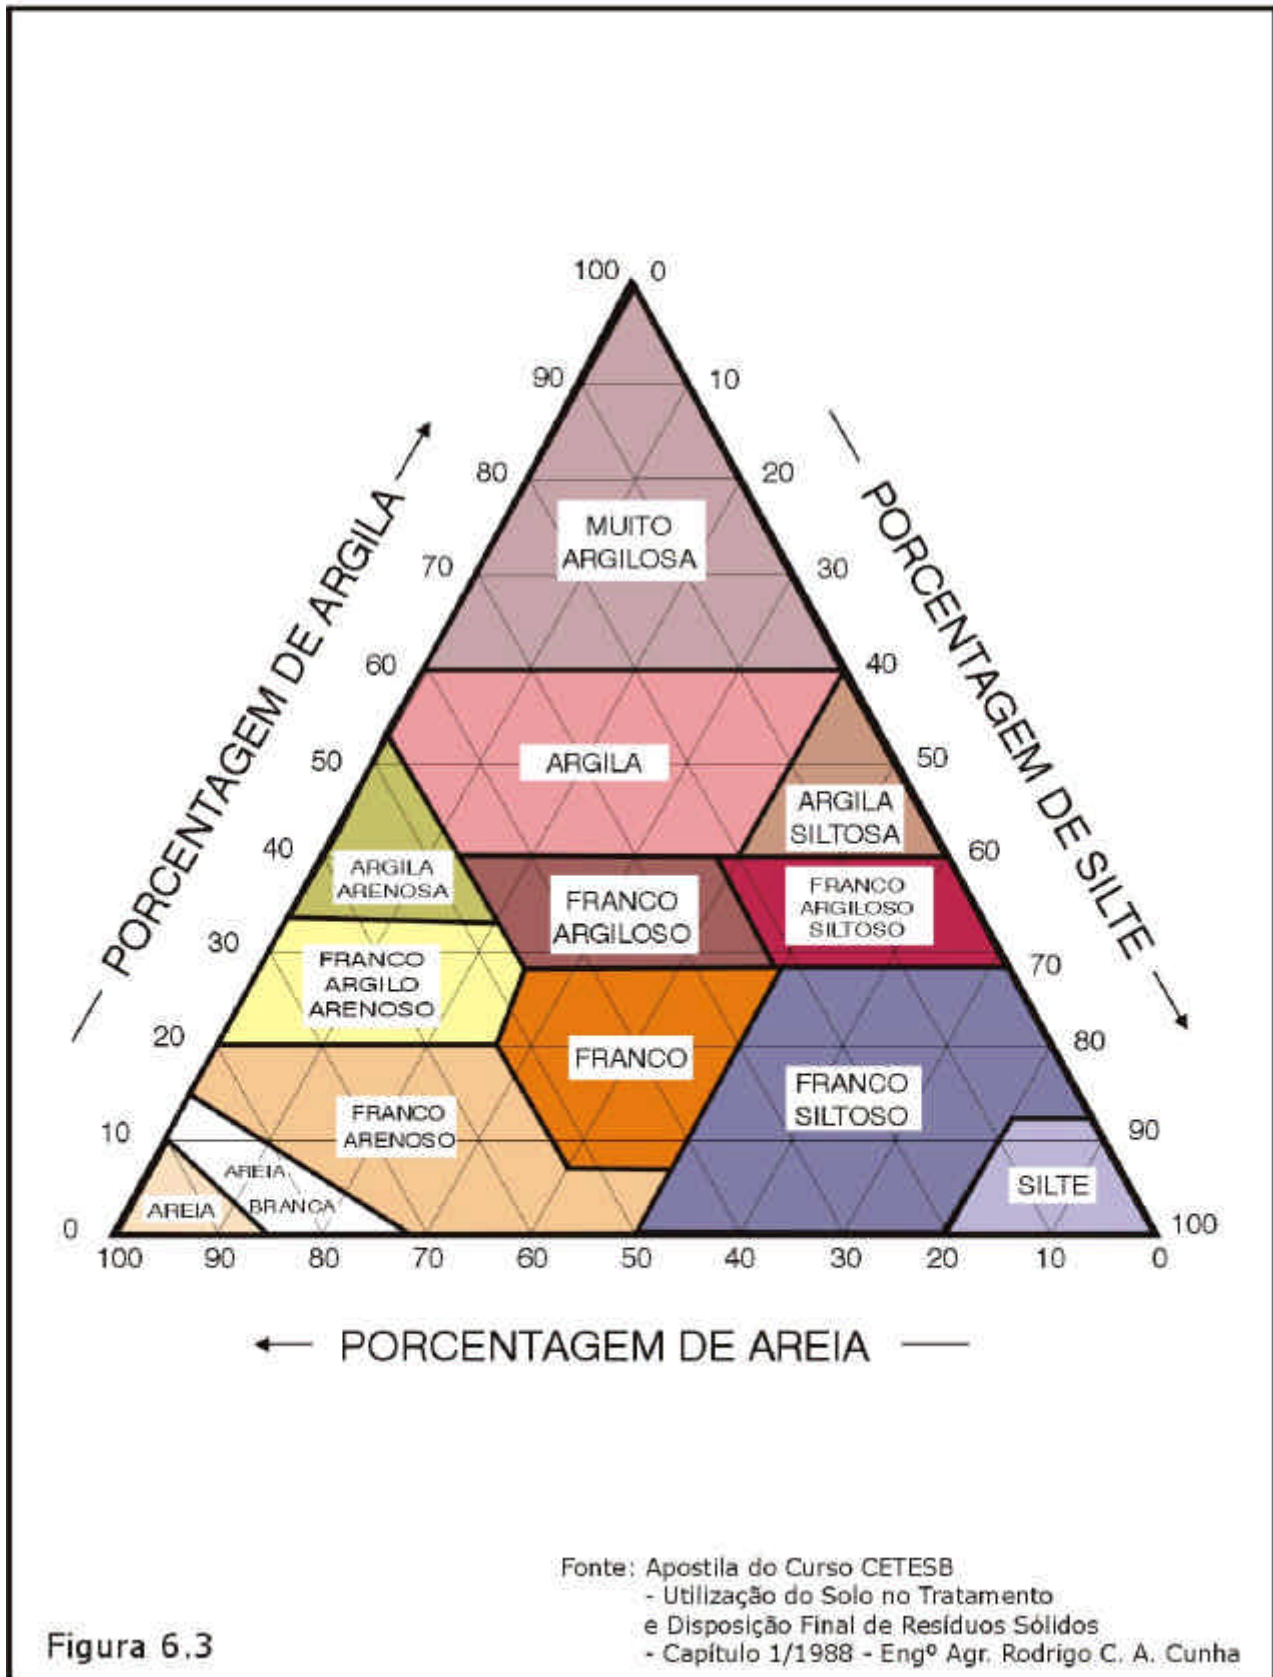 100 0
90 10
80 20
70 30
60 40
50 50
40 60
30 70
20 80
10 90
0 100
100 90 80 70 60 50 40 30 20 10 0
PORCENTAGEM DE ARGILA
PORCENTAGEM DE SILTE
← PORCENTAGEM DE AREIA —
MUITO
ARGILOSA
ARGILA
ARGILA
SILTOSA
ARGILA
ARENOSA
FRANCO
ARGILOSO
FRANCO
ARGILOSO
SILTOSO
FRANCO
ARGILO
ARENOSO
FRANCO
FRANCO
SILTOSO
FRANCO
ARENOSO
AREIA
BRANCA
AREIA
SILTE
Fonte: Apostila do Curso CETESB
- Utilização do Solo no Tratamento
e Disposição Final de Resíduos Sólidos
- Capítulo 1/1988 - Engº Agr. Rodrigo C. A. Cunha
Figura 6.3